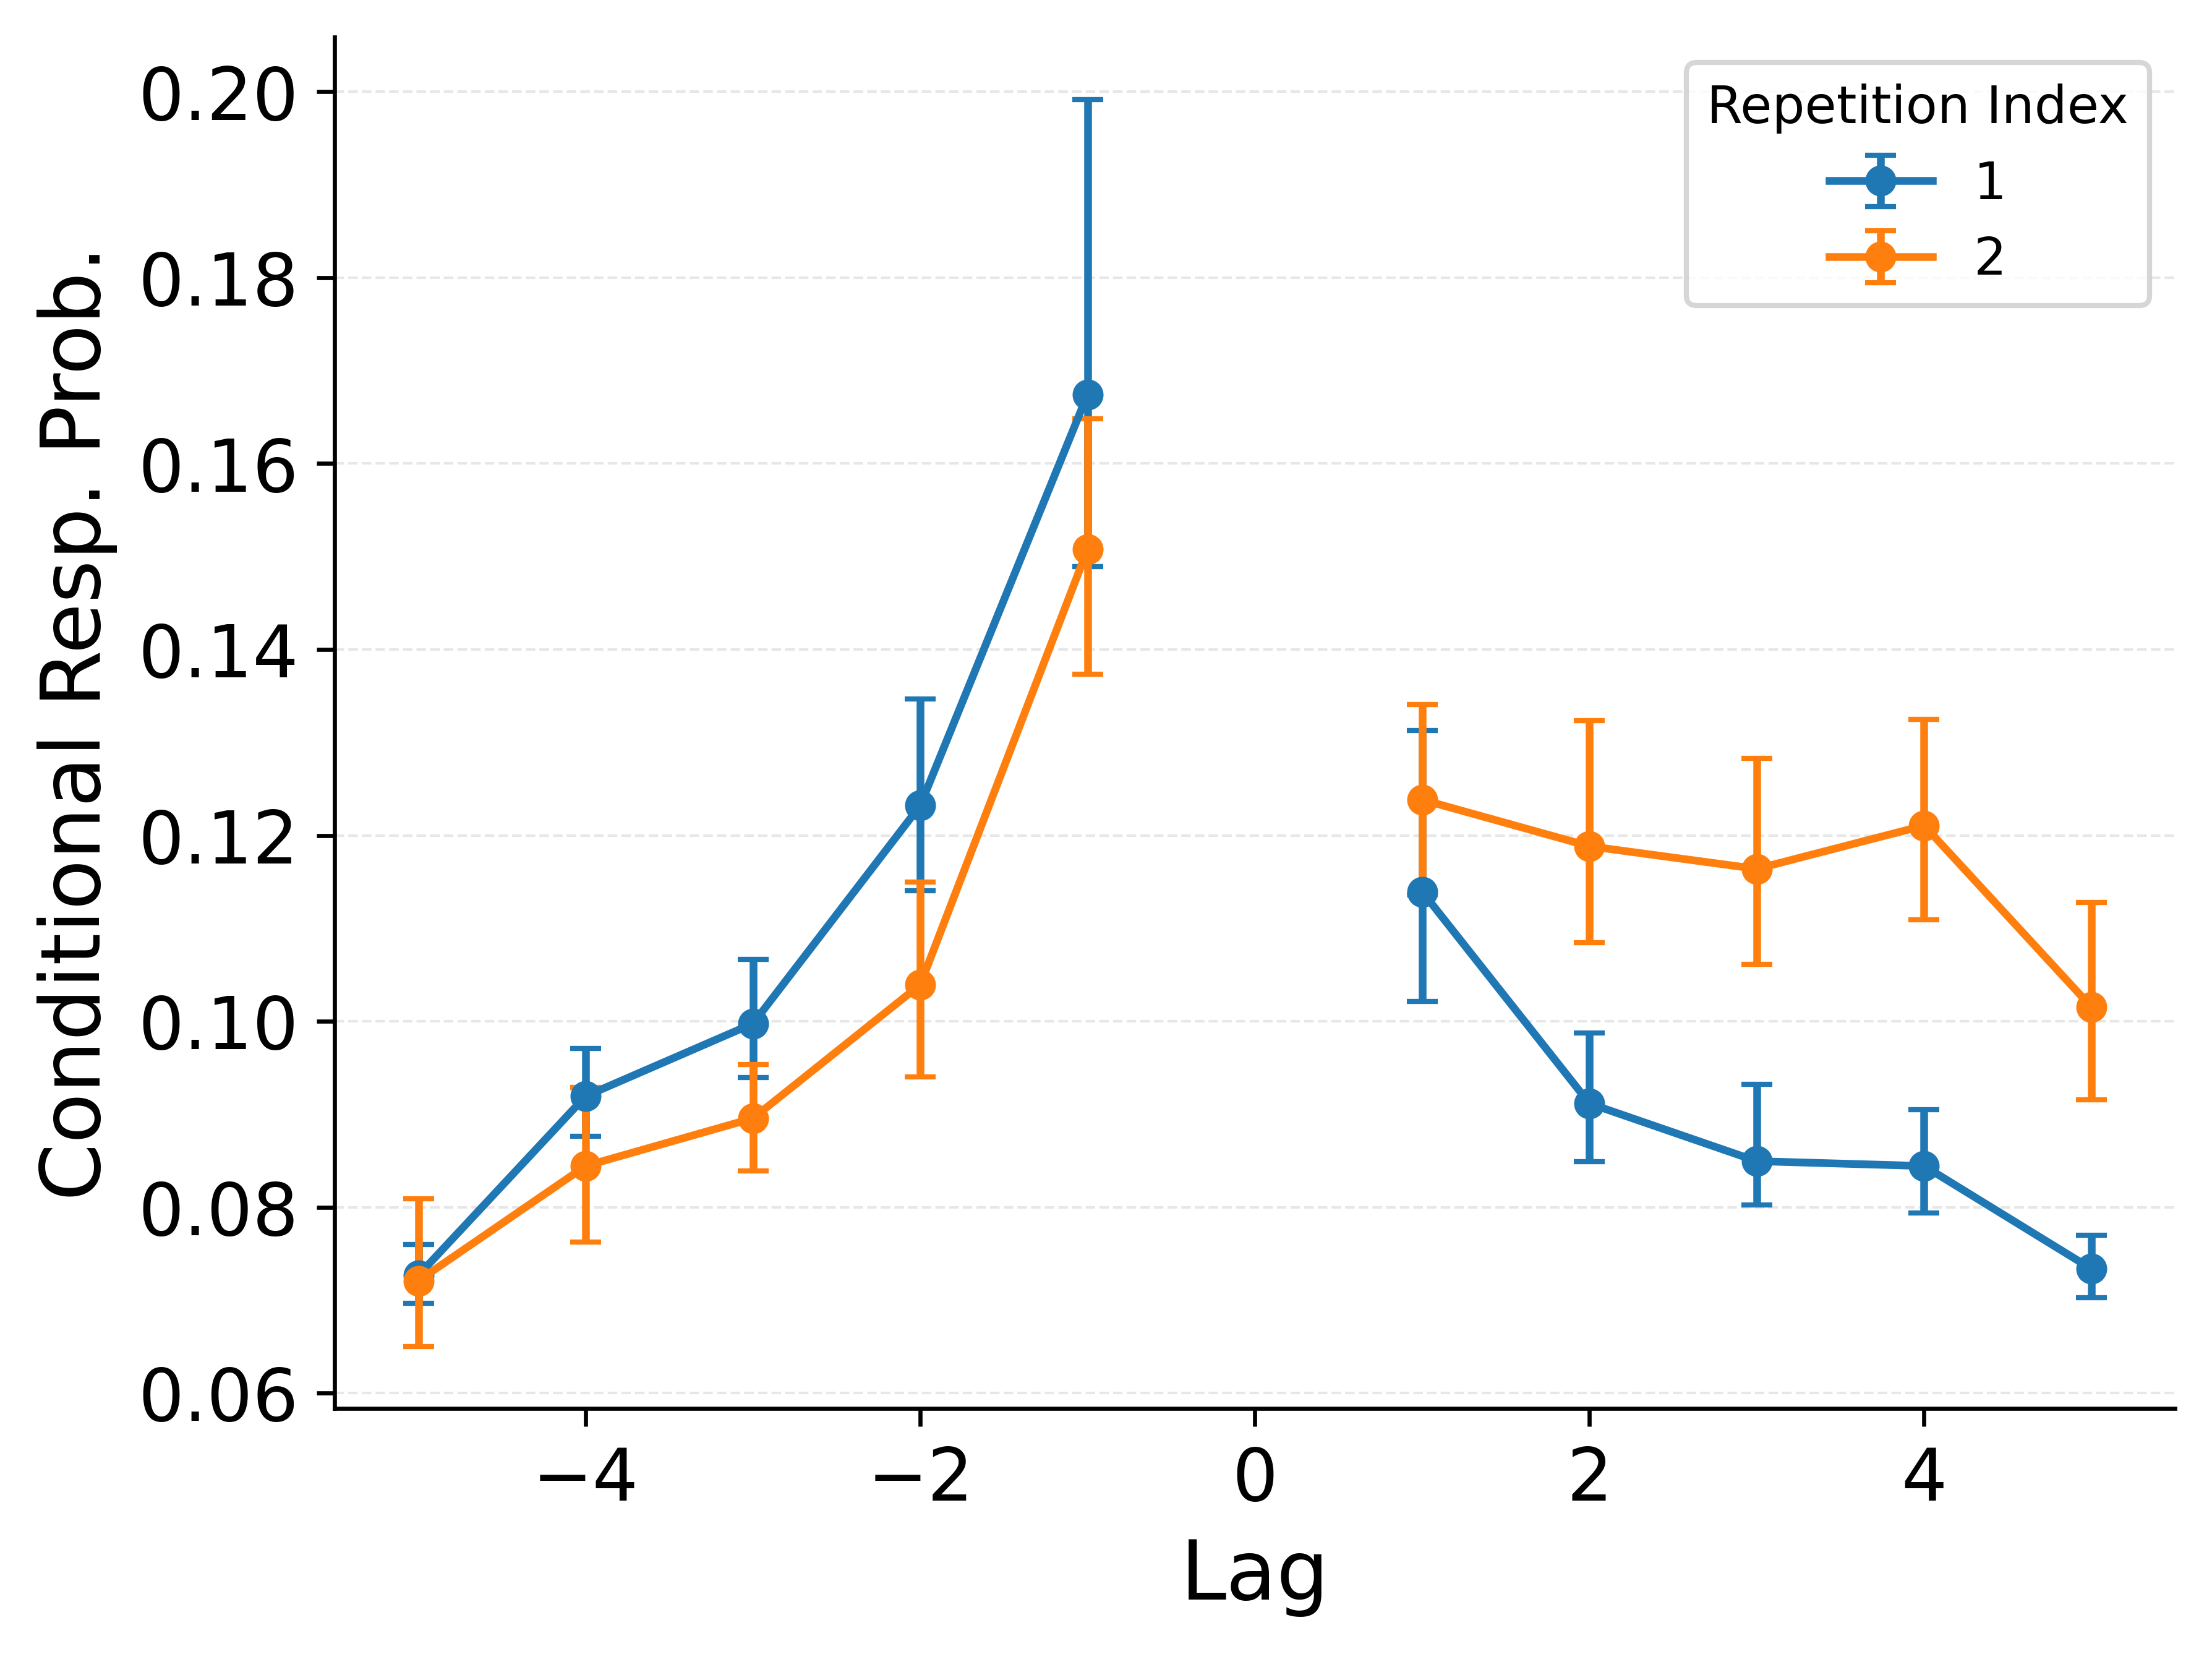 Conditional Resp. Prob.
0.20
0.18
0.16
0.14
0.12
0.10
0.08
0.06
Repetition Index
1
2
−4 −2 0 2 4
Lag